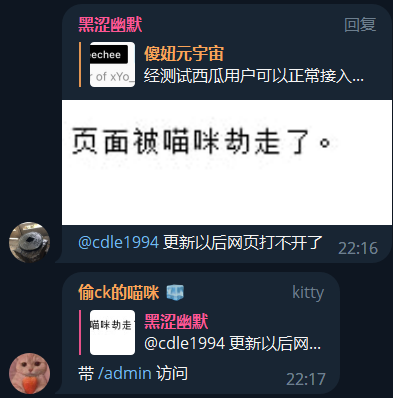 黑涩幽默 回复
eechee
r of xYo_
傻妞元宇宙
经测试西瓜用户可以正常接入...
页面被喵咪劫走了。
@cdle1994 更新以后网页打不开了 22:16
偷ck的喵咪 kitty
喵咪劫走
黑涩幽默
@cdle1994 更新以后网...
带 /admin 访问 22:17